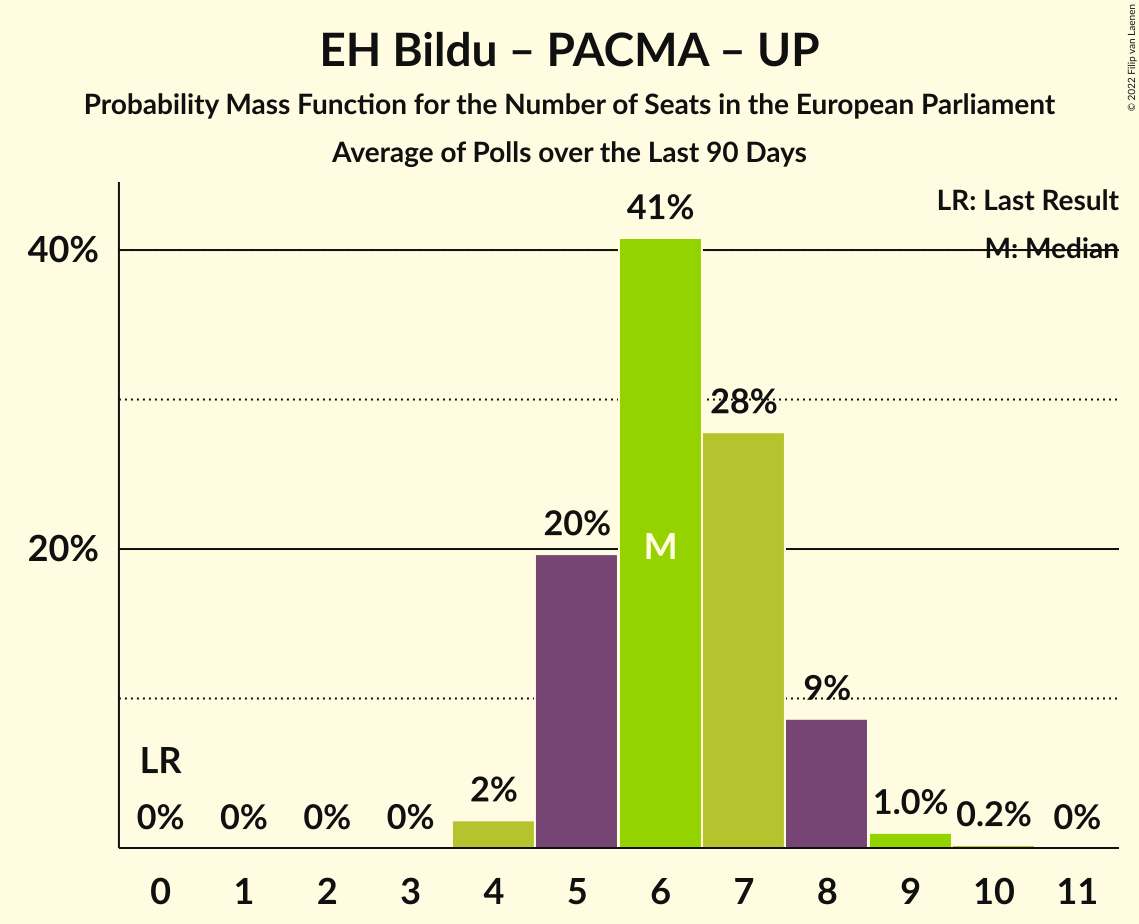 EH Bildu – PACMA – UP
Probability Mass Function for the Number of Seats in the European Parliament
Average of Polls over the Last 90 Days
© 2022 Filip van Laenen
LR: Last Result
M: Median
41%
40%
28%
20%
20%
M
9%
LR
2%
0%
0%
0%
0%
1.0%
0.2%
0%
0 1 2 3 4 5 6 7 8 9 10 11